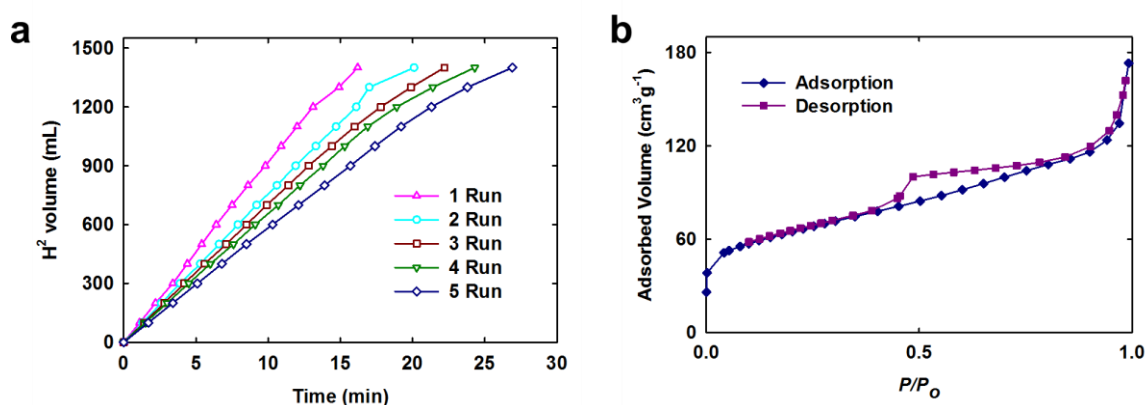 a
H² volume (mL)
1500
1200
900
600
300
0
1 Run
2 Run
3 Run
4 Run
5 Run
0 5 10 15 20 25 30
Time (min)
b
Adsorbed Volume (cm³g⁻¹)
180
120
60
0
Adsorption
Desorption
0.0 0.5 1.0
P/Po